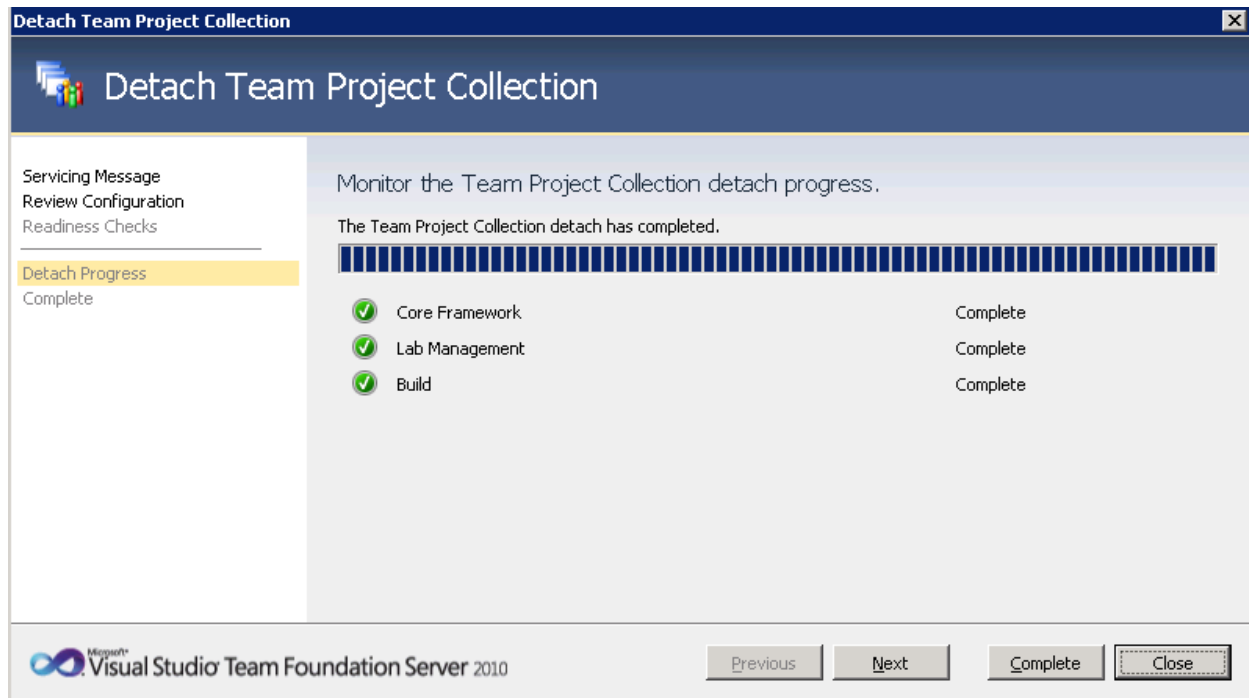 Detach Team Project Collection
Detach Team Project Collection
Servicing Message
Review Configuration
Readiness Checks
Detach Progress
Complete
Monitor the Team Project Collection detach progress.
The Team Project Collection detach has completed.
Core Framework Complete
Lab Management Complete
Build Complete
Microsoft®
Visual Studio Team Foundation Server 2010
Previous Next Complete Close